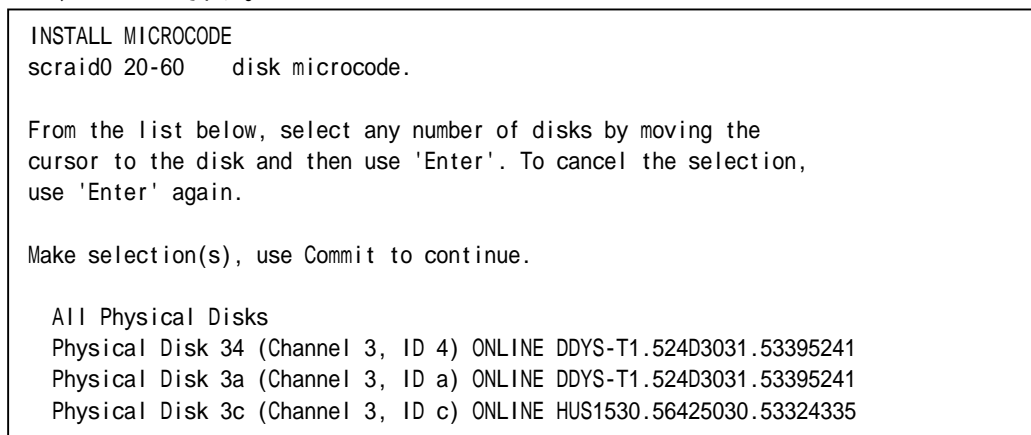 INSTALL MICROCODE
scraid0 20-60 disk microcode.
From the list below, select any number of disks by moving the
cursor to the disk and then use 'Enter'. To cancel the selection,
use 'Enter' again.
Make selection(s), use Commit to continue.
All Physical Disks
Physical Disk 34 (Channel 3, ID 4) ONLINE DDYS-T1.524D3031.53395241
Physical Disk 3a (Channel 3, ID a) ONLINE DDYS-T1.524D3031.53395241
Physical Disk 3c (Channel 3, ID c) ONLINE HUS1530.56425030.53324335